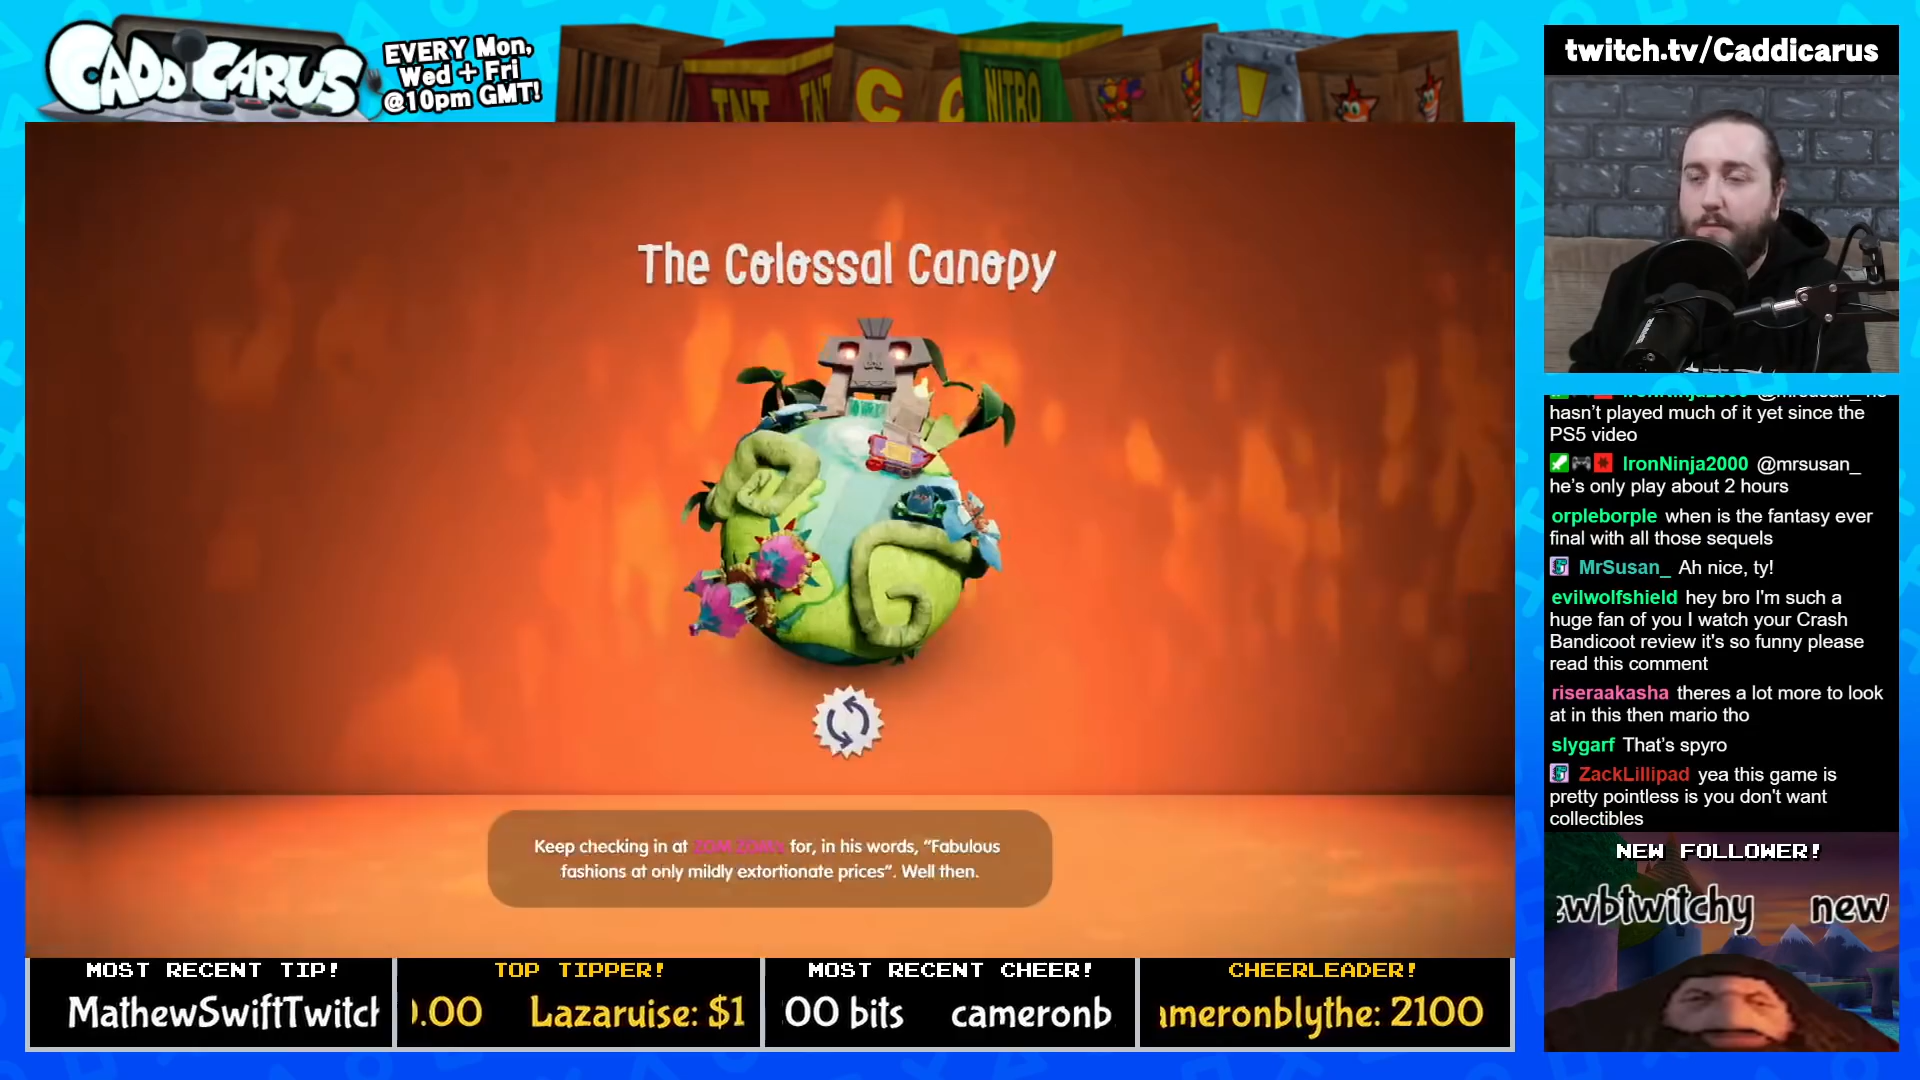 CADDICARUS
EVERY Mon,
Wed + Fri
@10pm GMT!
TNT
TNT
C
C
NITRO
!
twitch.tv/Caddicarus
The Colossal Canopy
Keep checking in at for, in his words, “Fabulous
fashions at only mildly extortionate prices”. Well then.
hasn’t played much of it yet since the
PS5 video
IronNinja2000 @mrsusan_
he’s only play about 2 hours
orpleborple when is the fantasy ever
final with all those sequels
MrSusan_ Ah nice, ty!
evilwolfshield hey bro I'm such a
huge fan of you I watch your Crash
Bandicoot review it's so funny please
read this comment
riseraakasha theres a lot more to look
at in this then mario tho
slygarf That’s spyro
ZackLillipad yea this game is
pretty pointless is you don't want
collectibles
NEW FOLLOWER!
ewbtwitchy new
MOST RECENT TIP!
MathewSwiftTwitch
TOP TIPPER!
0.00 Lazaruise: $1
MOST RECENT CHEER!
00 bits cameronb
CHEERLEADER!
ameronblythe: 2100